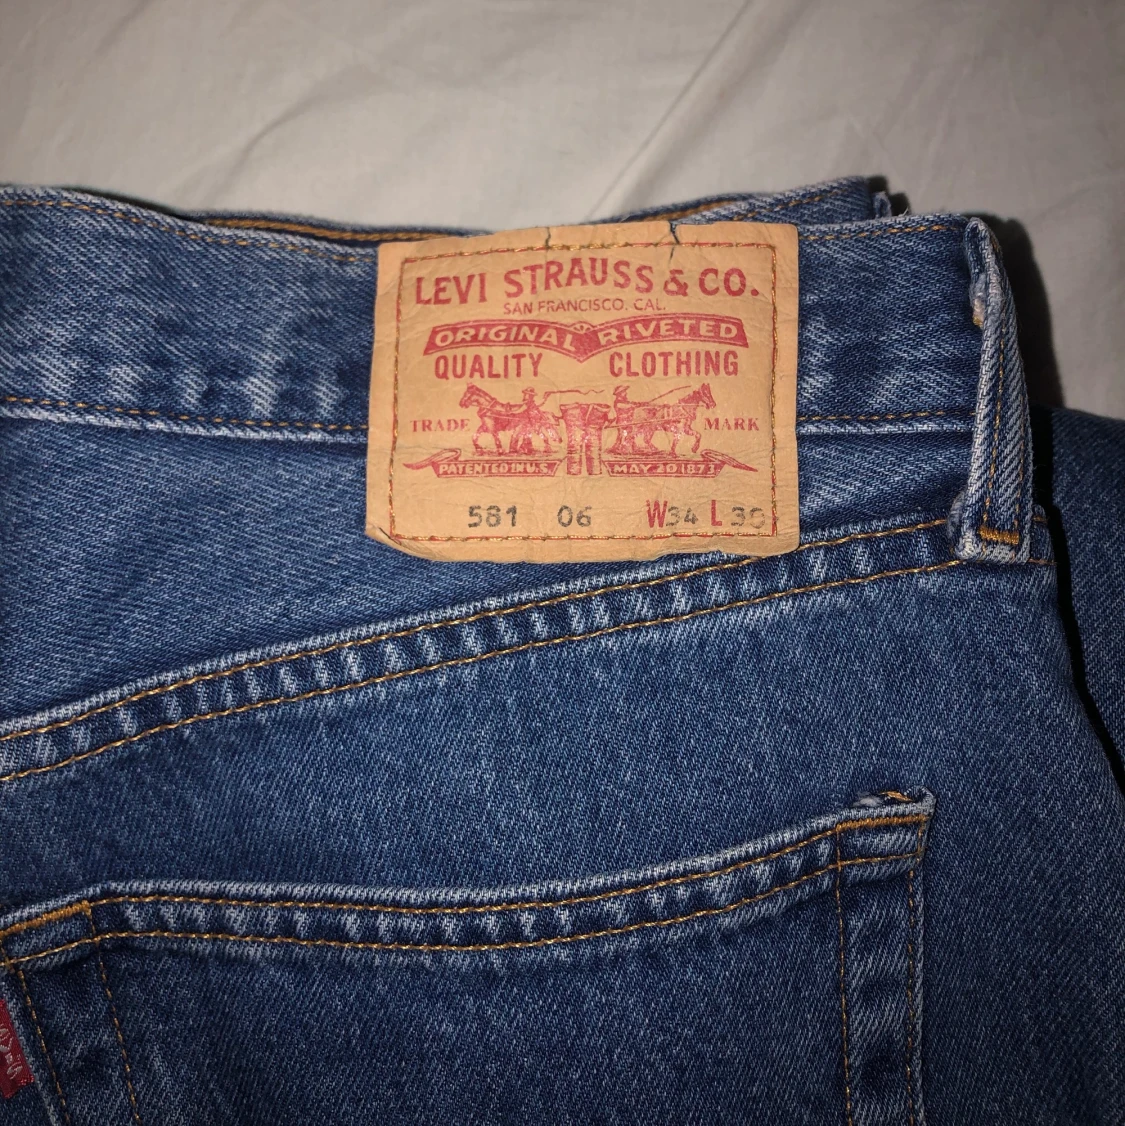 LEVI STRAUSS & CO.
SAN FRANCISCO. CAL.
ORIGINAL RIVETED
QUALITY CLOTHING
TRADE MARK
PATENTED IN U.S. MAY 20 1873
581 06 W34 L
LEVI'S